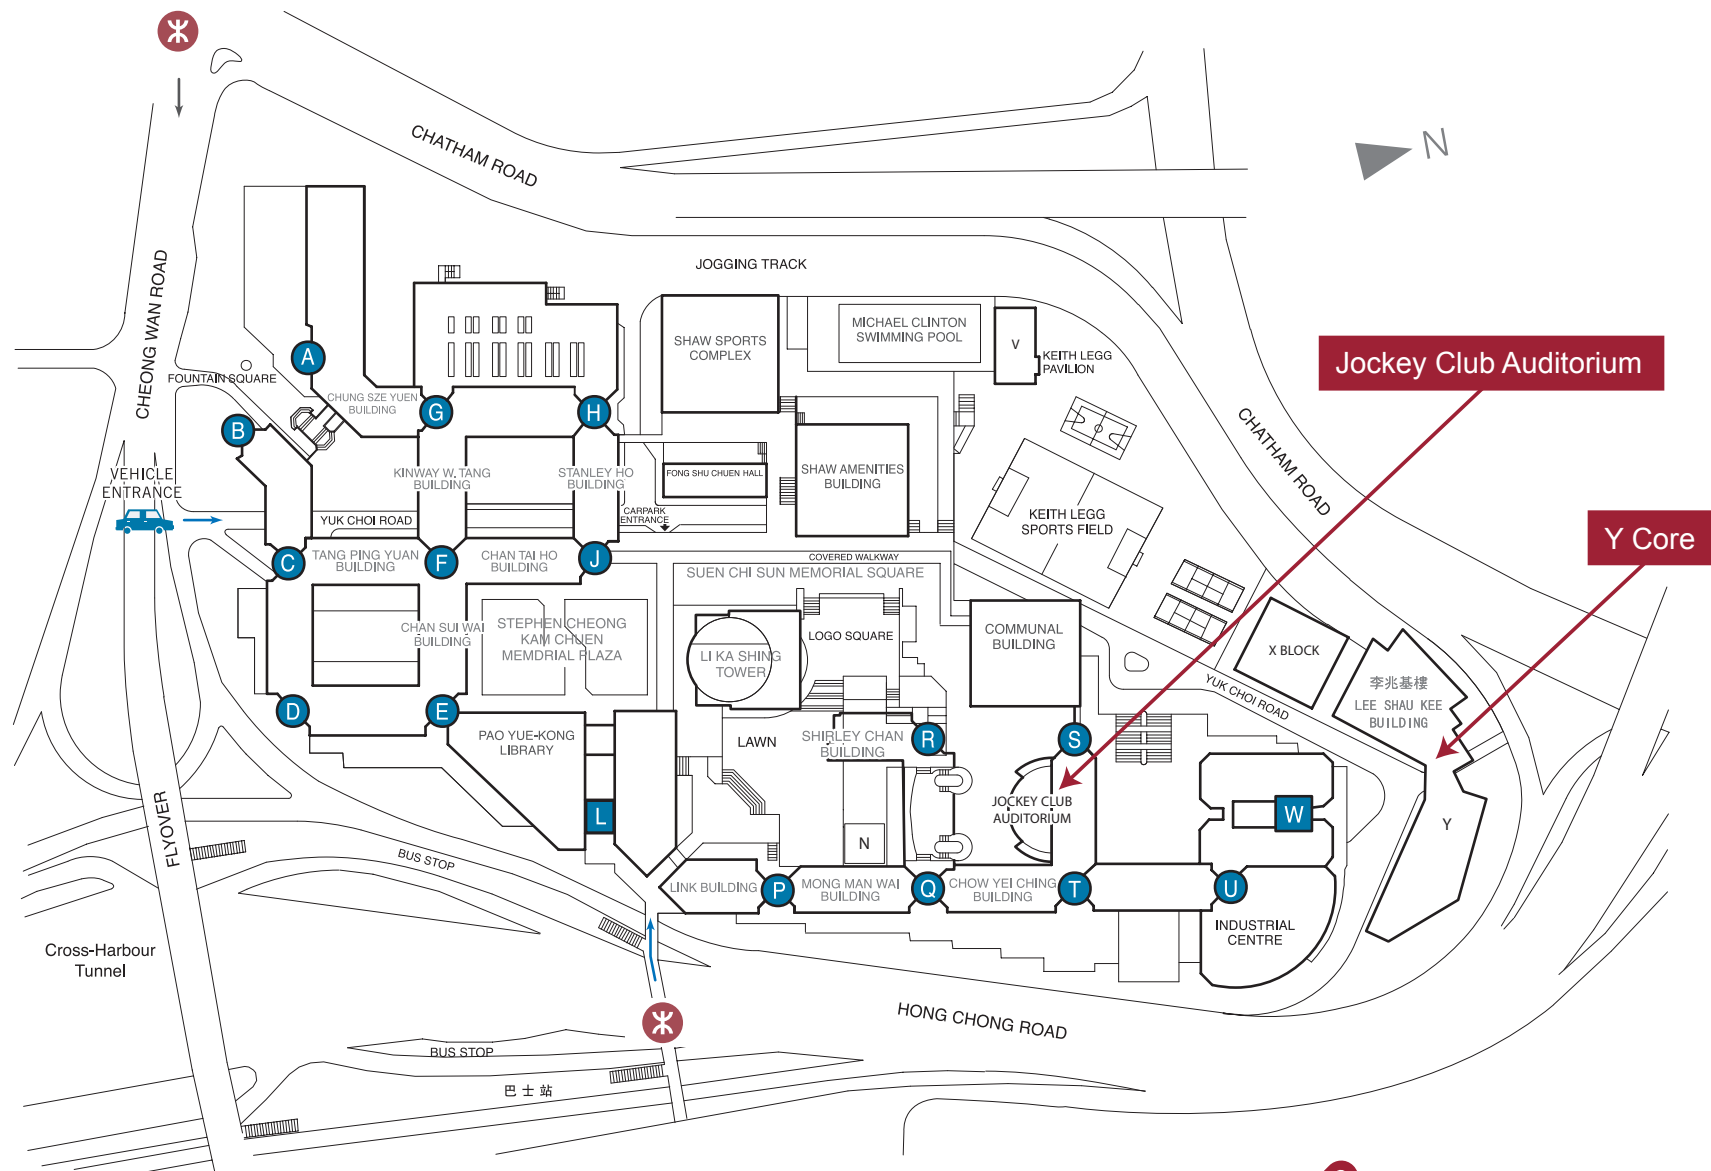 CHATHAM ROAD
N
CHEONG WAN ROAD
JOGGING TRACK
MICHAEL CLINTON
SWIMMING POOL
SHAW SPORTS
COMPLEX
V
KEITH LEGG
PAVILION
Jockey Club Auditorium
A
FOUNTAIN SQUARE
CHUNG SZE YUEN
BUILDING
G
H
B
CHATHAM ROAD
VEHICLE
ENTRANCE
KINWAY W. TANG
BUILDING
STANLEY HO
BUILDING
FONG SHU CHUEN HALL
SHAW AMENITIES
BUILDING
CARPARK
ENTRANCE
YUK CHOI ROAD
KEITH LEGG
SPORTS FIELD
Y Core
C
TANG PING YUAN
BUILDING
F
CHAN TAI HO
BUILDING
J
COVERED WALKWAY
SUEN CHI SUN MEMORIAL SQUARE
CHAN SUI WAI
BUILDING
STEPHEN CHEONG
KAM CHUEN
MEMDRIAL PLAZA
LI KA SHING
TOWER
LOGO SQUARE
COMMUNAL
BUILDING
X BLOCK
YUK CHOI ROAD
李兆基樓
LEE SHAU KEE
BUILDING
D
E
PAO YUE-KONG
LIBRARY
LAWN
SHIRLEY CHAN
BUILDING
R
S
JOCKEY CLUB
AUDITORIUM
L
W
Y
FLYOVER
BUS STOP
N
LINK BUILDING
P
MONG MAN WAI
BUILDING
Q
CHOW YEI CHING
BUILDING
T
U
INDUSTRIAL
CENTRE
Cross-Harbour
Tunnel
HONG CHONG ROAD
BUS STOP
巴士站